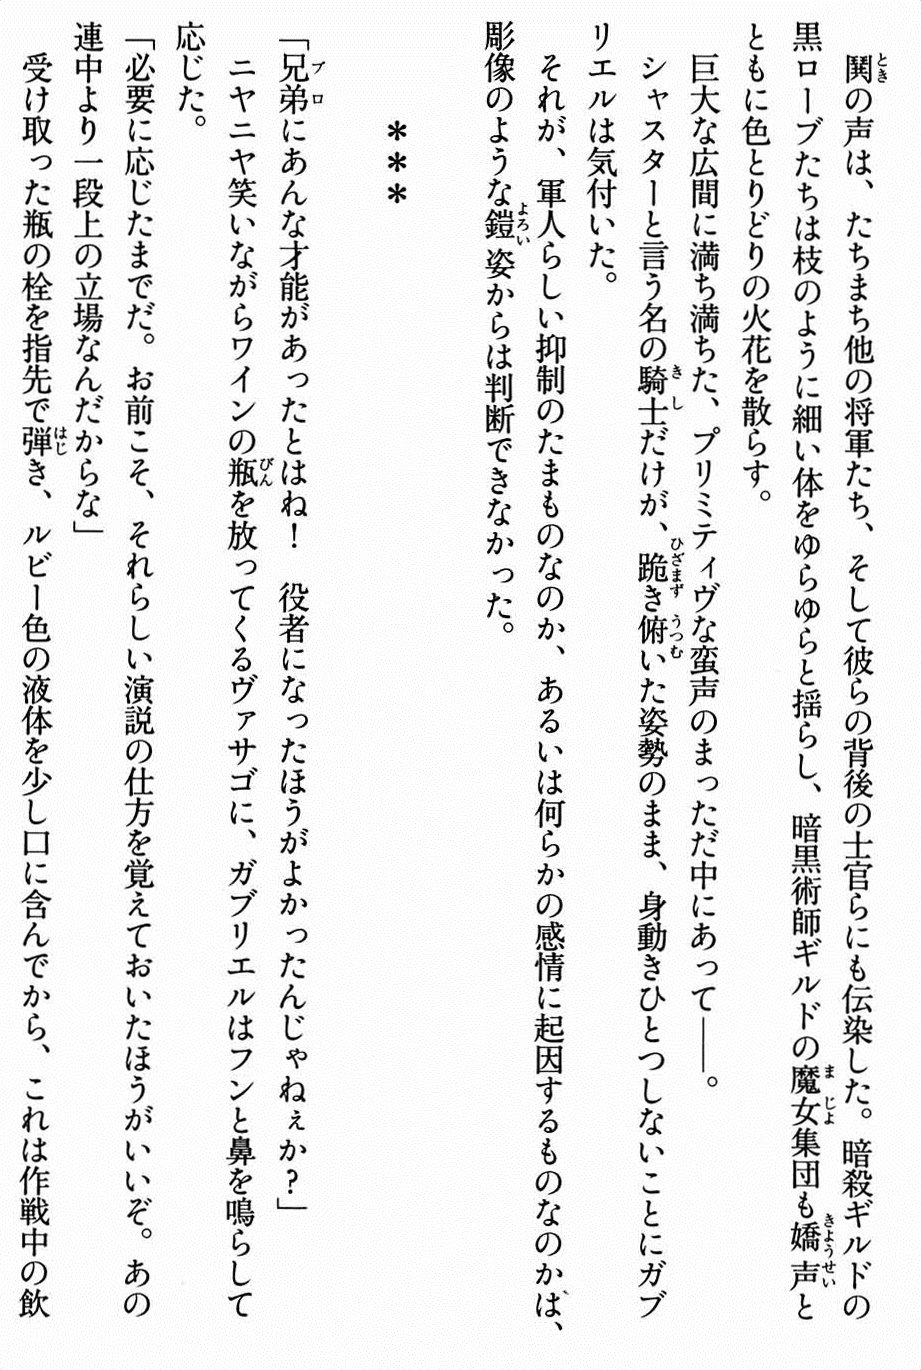 鬨の声は、たちまち他の将軍たち、そして彼らの背後の士官らにも伝染した。暗殺ギルドの
黒ローブたちは枝のように細い体をゆらゆらと揺らし、暗黒術師ギルドの魔女集団も嬌声と
ともに色とりどりの火花を散らす。
巨大な広間に満ち満ちた、プリミティヴな蛮声のまっただ中にあって――。
シャスターと言う名の騎士だけが、跪き俯いた姿勢のまま、身動きひとつしないことにガブ
リエルは気付いた。
それが、軍人らしい抑制のたまものなのか、あるいは何らかの感情に起因するものなのかは、
彫像のような鎧姿からは判断できなかった。
＊＊＊
「兄弟にあんな才能があったとはね！　役者になったほうがよかったんじゃねぇか？」
ニヤニヤ笑いながらワインの瓶を放ってくるヴァサゴに、ガブリエルはフンと鼻を鳴らして
応じた。
「必要に応じたまでだ。お前こそ、それらしい演説の仕方を覚えておいたほうがいいぞ。あの
連中より一段上の立場なんだからな」
受け取った瓶の栓を指先で弾き、ルビー色の液体を少し口に含んでから、これは作戦中の飲